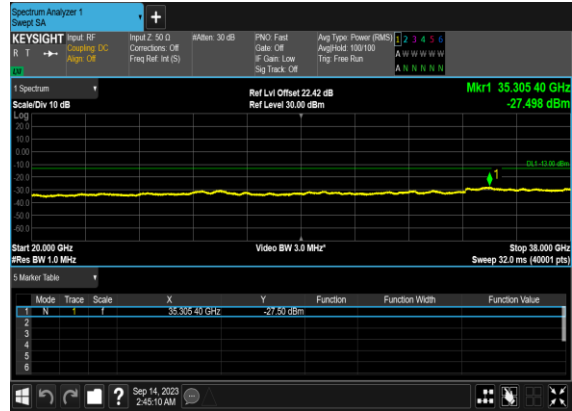 Spectrum Analyzer 1
Swept SA
+
KEYSIGHT Input: RF Input Z: 50 Ω #Atten: 30 dB PNO: Fast Avg Type: Power (RMS) 1 2 3 4 5 6
R T Coupling: DC Corrections: Off Gate: Off Avg|Hold: 100/100 A W W W W W
Align: Off Freq Ref: Int (S) IF Gain: Low Trig: Free Run
Sig Track: Off A N N N N N
1 Spectrum Ref Lvl Offset 22.42 dB Mkr1 35.305 40 GHz
Scale/Div 10 dB Ref Level 30.00 dBm -27.498 dBm
Log
20.0
10.0
0.00
-10.0 DL1 -13.00 dBm
-20.0 1
-30.0
-40.0
-50.0
-60.0
Start 20.000 GHz Video BW 3.0 MHz* Stop 38.000 GHz
#Res BW 1.0 MHz Sweep 32.0 ms (40001 pts)
5 Marker Table
Mode Trace Scale X Y Function Function Width Function Value
1 N 1 f 35.305 40 GHz -27.50 dBm
2
3
4
5
6
? Sep 14, 2023
2:45:10 AM